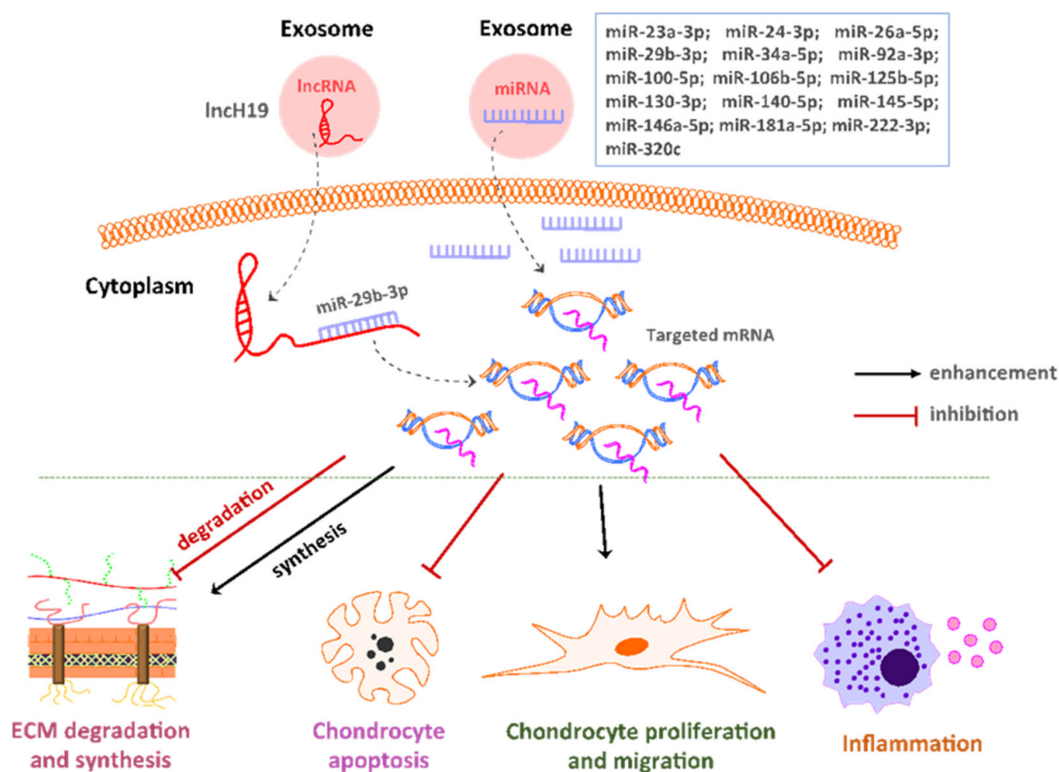 Exosome
Exosome
lncRNA
lncH19
miRNA
miR-23a-3p; miR-24-3p; miR-26a-5p;
miR-29b-3p; miR-34a-5p; miR-92a-3p;
miR-100-5p; miR-106b-5p; miR-125b-5p;
miR-130-3p; miR-140-5p; miR-145-5p;
miR-146a-5p; miR-181a-5p; miR-222-3p;
miR-320c
Cytoplasm
miR-29b-3p
Targeted mRNA
enhancement
inhibition
degradation
synthesis
ECM degradation
and synthesis
Chondrocyte
apoptosis
Chondrocyte proliferation
and migration
Inflammation